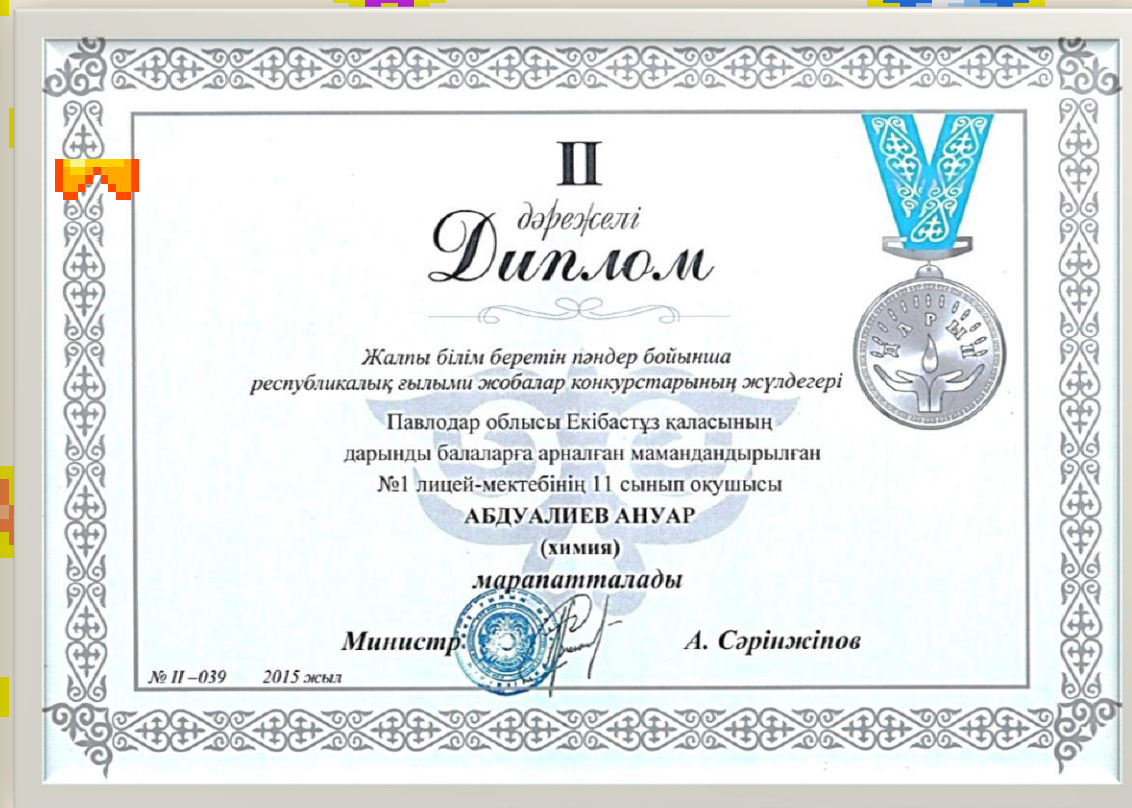 II
дәрежелі
Диплом
ДАРЫН
Жалпы білім беретін пәндер бойынша
республикалық ғылыми жобалар конкурстарының жүлдегері
Павлодар облысы Екібастұз қаласының
дарынды балаларға арналған мамандандырылған
№1 лицей-мектебінің 11 сынып оқушысы
АБДУАЛИЕВ АНУАР
(химия)
марапатталады
Министр
А. Сәрінжіпов
№ II –039 2015 жыл